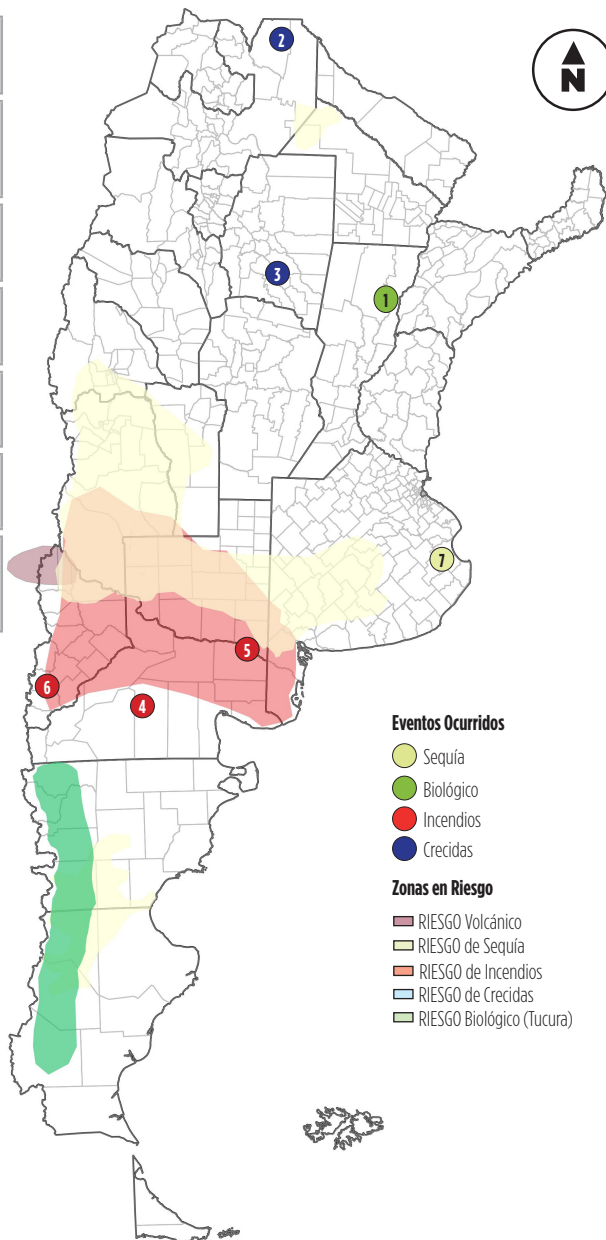 2
N
3
1
7
5
6
4
Eventos Ocurridos
Sequía
Biológico
Incendios
Crecidas
Zonas en Riesgo
RIESGO Volcánico
RIESGO de Sequía
RIESGO de Incendios
RIESGO de Crecidas
RIESGO Biológico (Tucura)